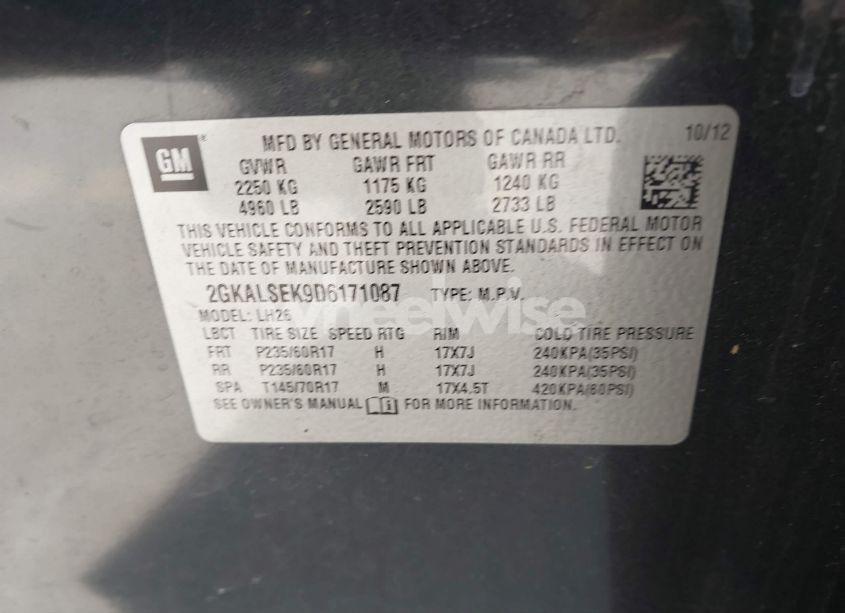 GM® MFD BY GENERAL MOTORS OF CANADA LTD. 10/12
GVWR GAWR FRT GAWR RR
2250 KG 1175 KG 1240 KG
4960 LB 2590 LB 2733 LB
THIS VEHICLE CONFORMS TO ALL APPLICABLE U.S. FEDERAL MOTOR
VEHICLE SAFETY AND THEFT PREVENTION STANDARDS IN EFFECT ON
THE DATE OF MANUFACTURE SHOWN ABOVE.
2GKALSEK9D6171087 TYPE: M.P.V.
wheelwise
MODEL: LH26
LBCT TIRE SIZE SPEED RTG RIM COLD TIRE PRESSURE
FRT P235/60R17 H 17X7J 240KPA(35PSI)
RR P235/60R17 H 17X7J 240KPA(35PSI)
SPA T145/70R17 M 17X4.5T 420KPA(60PSI)
SEE OWNER'S MANUAL FOR MORE INFORMATION.